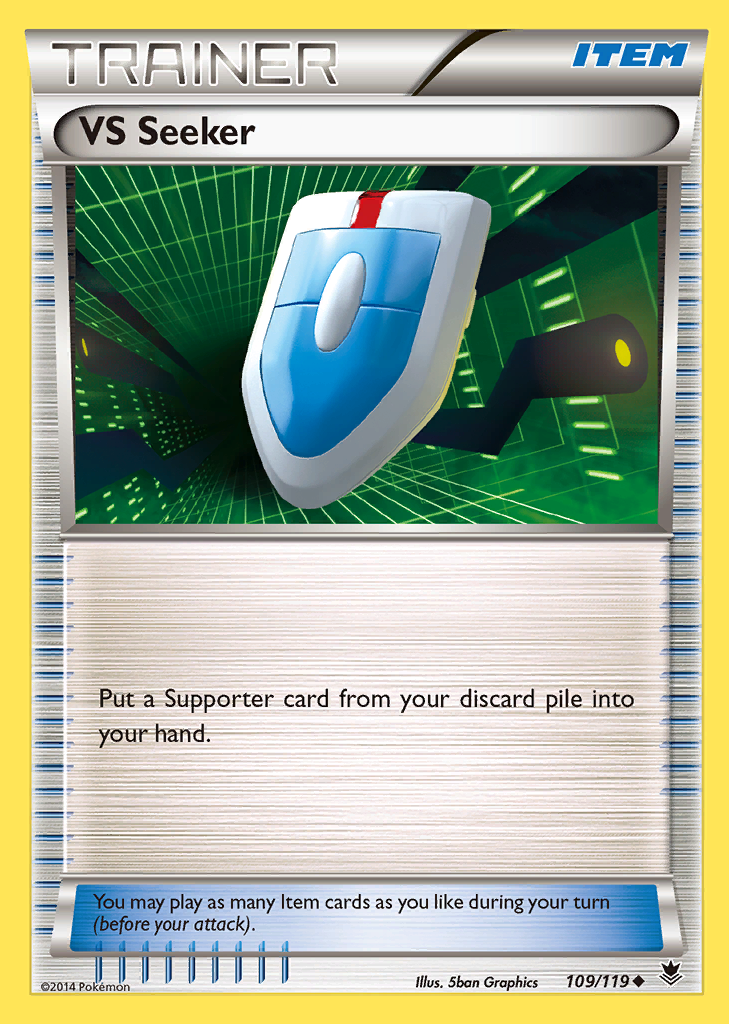 TRAINER
ITEM
VS Seeker
Put a Supporter card from your discard pile into
your hand.
You may play as many Item cards as you like during your turn
(before your attack).
©2014 Pokémon
Illus. 5ban Graphics
109/119